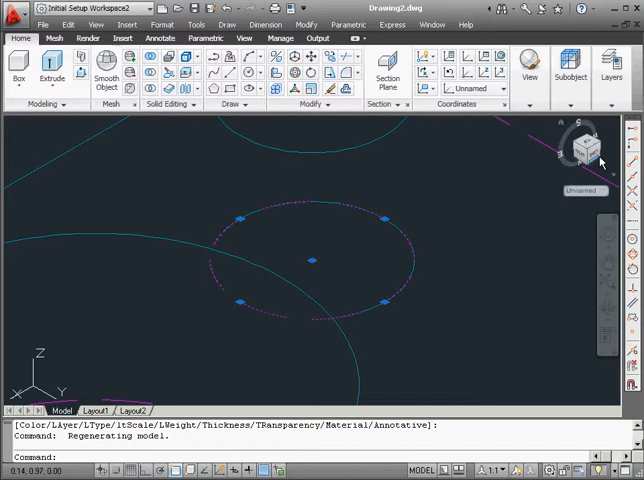 Initial Setup Workspace2
Drawing2.dwg
Home Mesh Render Insert Annotate Parametric View Manage Output
File Edit View Insert Format Tools Draw Dimension Modify Parametric Express Window Help
Box
Extrude
Smooth
Object
Section
Plane
Unnamed
View
Subobject
Layers
Modeling
Mesh
Solid Editing
Draw
Modify
Section
Coordinates
S
Unnamed
Z
X
Y
Model
Layout1
Layout2
[Color/LAyer/LType/ltScale/LWeight/Thickness/TRansparency/Material/Annotative]:
Command: Regenerating model.
Command:
0.14, 0.97, 0.00
MODEL
1:1